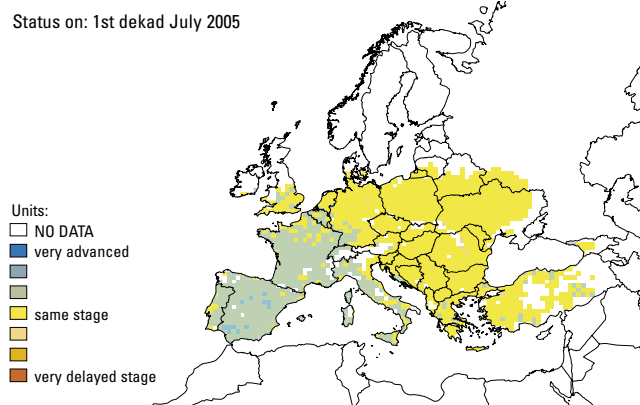 Status on: 1st dekad July 2005
Units:
NO DATA
very advanced
same stage
very delayed stage